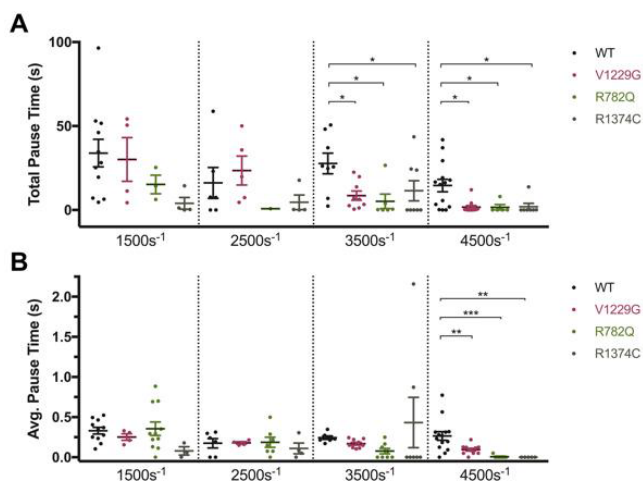 A
Total Pause Time (s)
100
50
0
1500s⁻¹
2500s⁻¹
3500s⁻¹
4500s⁻¹
*
*
*
*
*
*
WT
V1229G
R782Q
R1374C
B
Avg. Pause Time (s)
2.0
1.5
1.0
0.5
0.0
1500s⁻¹
2500s⁻¹
3500s⁻¹
4500s⁻¹
**
***
**
WT
V1229G
R782Q
R1374C